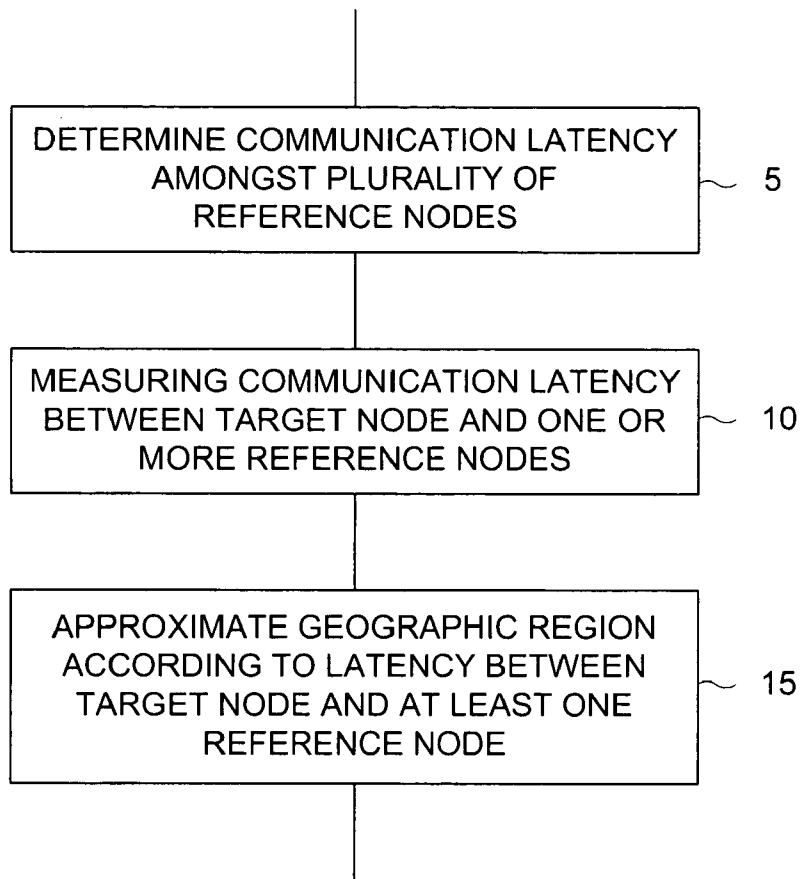 DETERMINE COMMUNICATION LATENCY
AMONGST PLURALITY OF
REFERENCE NODES
5
MEASURING COMMUNICATION LATENCY
BETWEEN TARGET NODE AND ONE OR
MORE REFERENCE NODES
10
APPROXIMATE GEOGRAPHIC REGION
ACCORDING TO LATENCY BETWEEN
TARGET NODE AND AT LEAST ONE
REFERENCE NODE
15